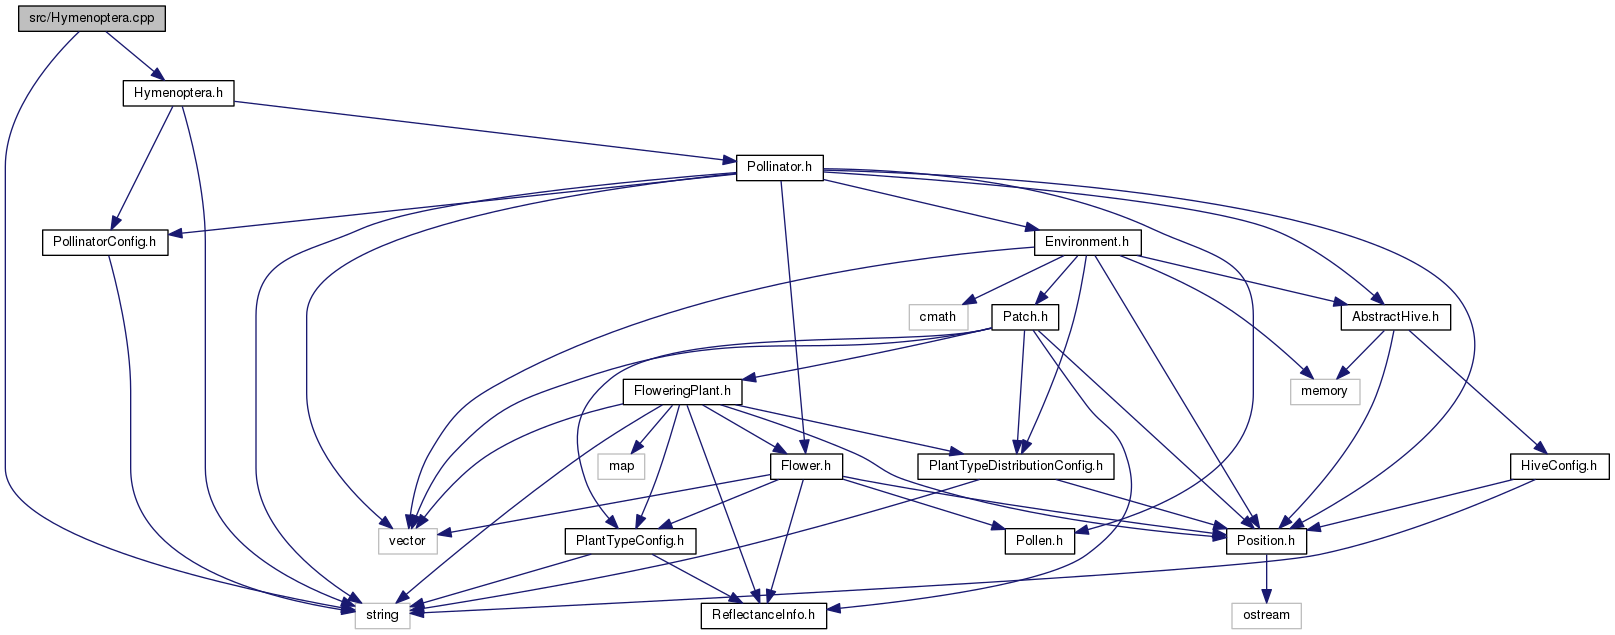 src/Hymenoptera.cpp
Hymenoptera.h
Pollinator.h
PollinatorConfig.h
Environment.h
cmath
Patch.h
AbstractHive.h
FloweringPlant.h
memory
map
Flower.h
PlantTypeDistributionConfig.h
HiveConfig.h
vector
PlantTypeConfig.h
Pollen.h
Position.h
string
ReflectanceInfo.h
ostream